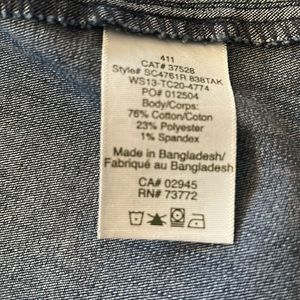 411
CAT# 37528
Style# SC4761R 838TAK
WS13-TC20-4774
PO# 012504
Body/Corps:
76% Cotton/Coton
23% Polyester
1% Spandex
Made in Bangladesh/
Fabriqué au Bangladesh
CA# 02945
RN# 73772